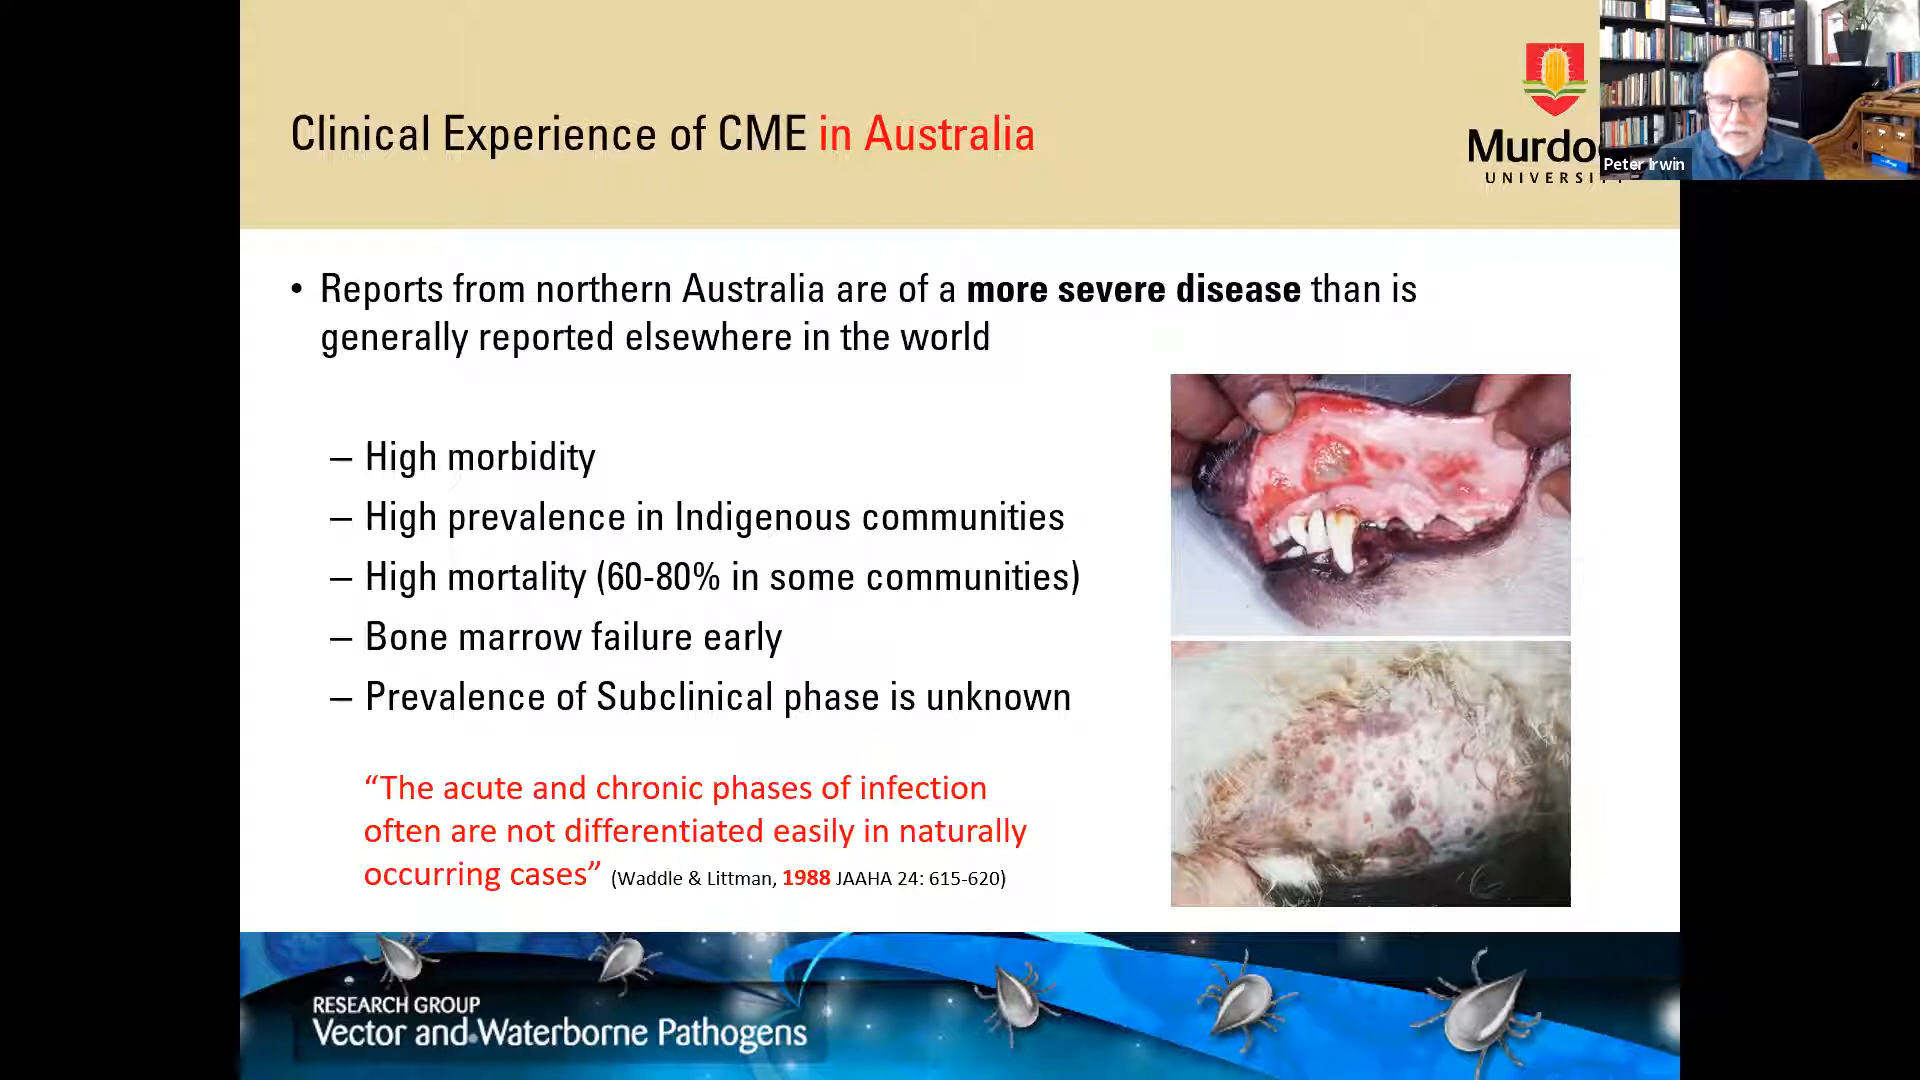 Clinical Experience of CME in Australia
Murdo
UNIVERSI
Peter Irwin
• Reports from northern Australia are of a more severe disease than is
generally reported elsewhere in the world
– High morbidity
– High prevalence in Indigenous communities
– High mortality (60-80% in some communities)
– Bone marrow failure early
– Prevalence of Subclinical phase is unknown
“The acute and chronic phases of infection
often are not differentiated easily in naturally
occurring cases” (Waddle & Littman, 1988 JAAHA 24: 615-620)
RESEARCH GROUP
Vector and Waterborne Pathogens